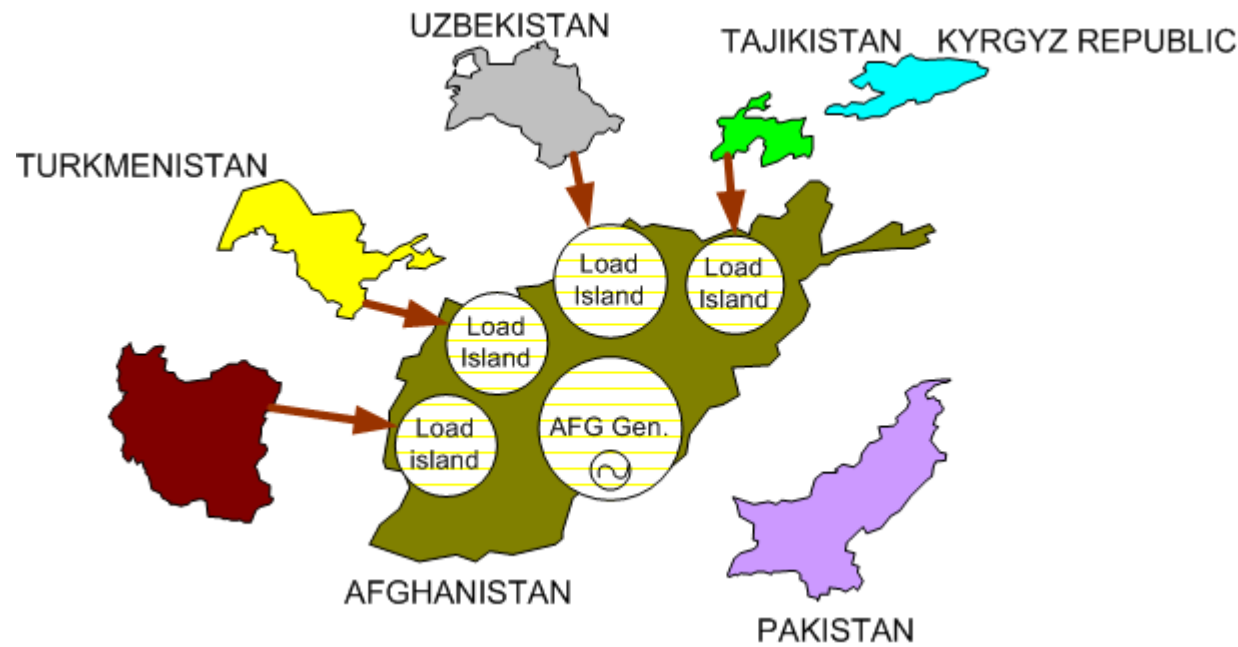 UZBEKISTAN
TAJIKISTAN
KYRGYZ REPUBLIC
TURKMENISTAN
Load
Island
Load
Island
Load
Island
Load
island
AFG Gen.
AFGHANISTAN
PAKISTAN